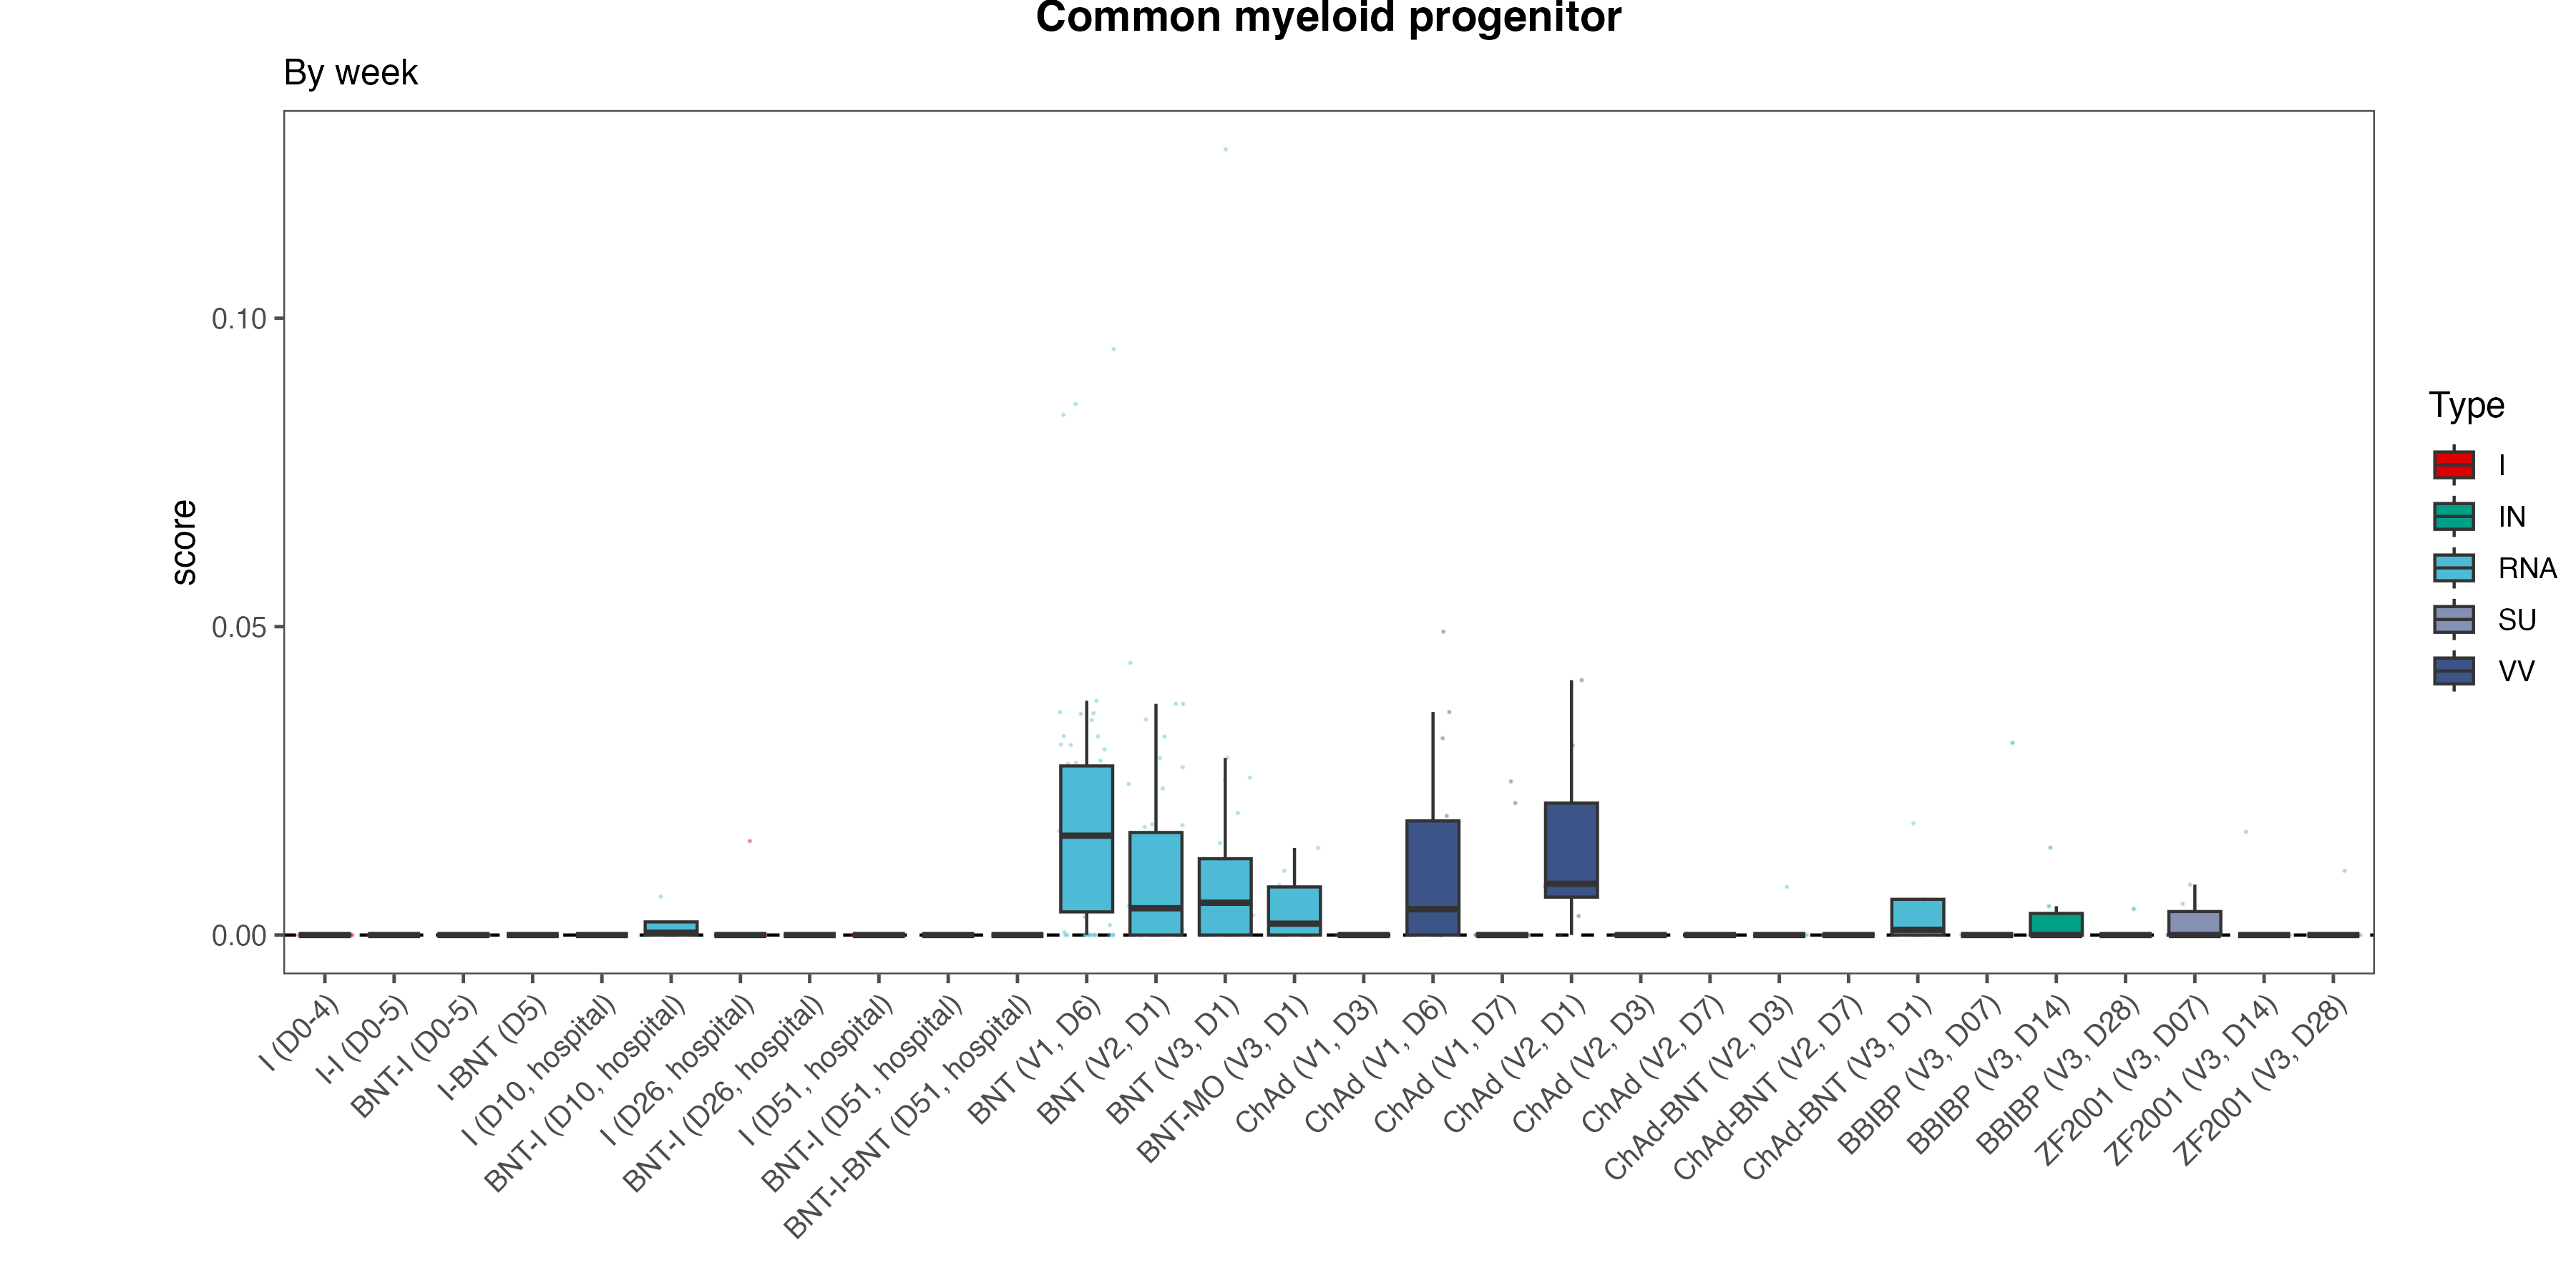 Common myeloid progenitor
By week
score
0.10
0.05
0.00
I (D0-4)
I-I (D0-5)
BNT-I (D0-5)
I-BNT (D5)
I (D10, hospital)
BNT-I (D10, hospital)
I (D26, hospital)
BNT-I (D26, hospital)
I (D51, hospital)
BNT-I (D51, hospital)
BNT-I-BNT (D51, hospital)
BNT (V1, D6)
BNT (V2, D1)
BNT (V3, D1)
BNT-MO (V3, D1)
ChAd (V1, D3)
ChAd (V1, D6)
ChAd (V1, D7)
ChAd (V2, D1)
ChAd (V2, D3)
ChAd (V2, D7)
ChAd-BNT (V2, D3)
ChAd-BNT (V2, D7)
ChAd-BNT (V3, D1)
BBIBP (V3, D07)
BBIBP (V3, D14)
BBIBP (V3, D28)
ZF2001 (V3, D07)
ZF2001 (V3, D14)
ZF2001 (V3, D28)
Type
I
IN
RNA
SU
VV